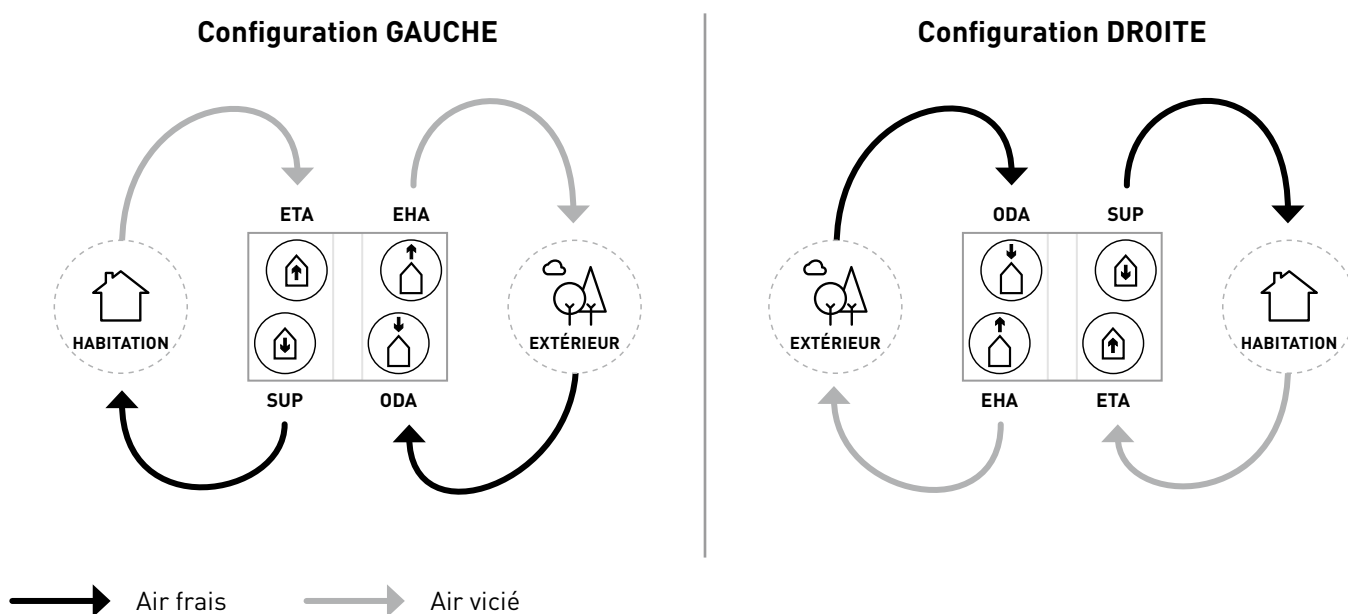 Configuration GAUCHE
ETA EHA
HABITATION
EXTÉRIEUR
SUP ODA
Configuration DROITE
ODA SUP
EXTÉRIEUR
HABITATION
EHA ETA
Air frais
Air vicié